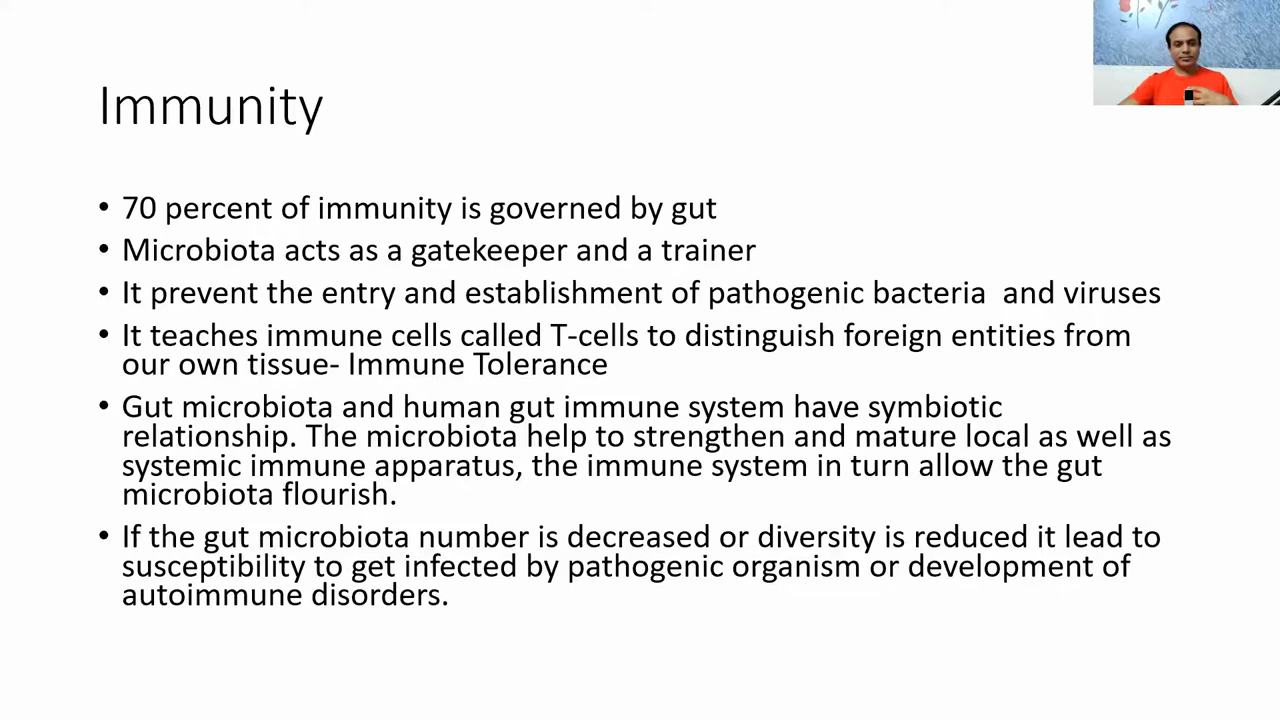 Immunity
• 70 percent of immunity is governed by gut
• Microbiota acts as a gatekeeper and a trainer
• It prevent the entry and establishment of pathogenic bacteria  and viruses
• It teaches immune cells called T-cells to distinguish foreign entities from
our own tissue- Immune Tolerance
• Gut microbiota and human gut immune system have symbiotic
relationship. The microbiota help to strengthen and mature local as well as
systemic immune apparatus, the immune system in turn allow the gut
microbiota flourish.
• If the gut microbiota number is decreased or diversity is reduced it lead to
susceptibility to get infected by pathogenic organism or development of
autoimmune disorders.